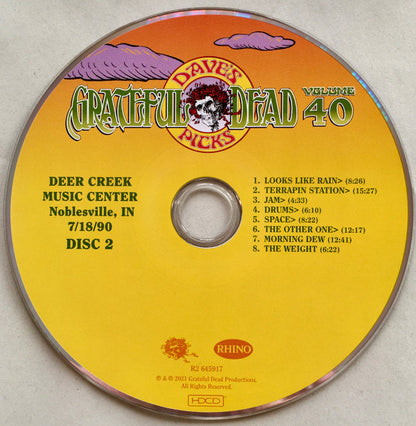 DAVE'S
GRATEFUL DEAD
PICKS
VOLUME
40
DEER CREEK
MUSIC CENTER
Noblesville, IN
7/18/90
DISC 2
1. LOOKS LIKE RAIN> (8:26)
2. TERRAPIN STATION> (15:27)
3. JAM> (4:33)
4. DRUMS> (6:10)
5. SPACE> (8:22)
6. THE OTHER ONE> (12:17)
7. MORNING DEW (12:41)
8. THE WEIGHT (6:22)
RHINO
R2 645917
℗ & © 2021 Grateful Dead Productions.
All Rights Reserved.
HDCD